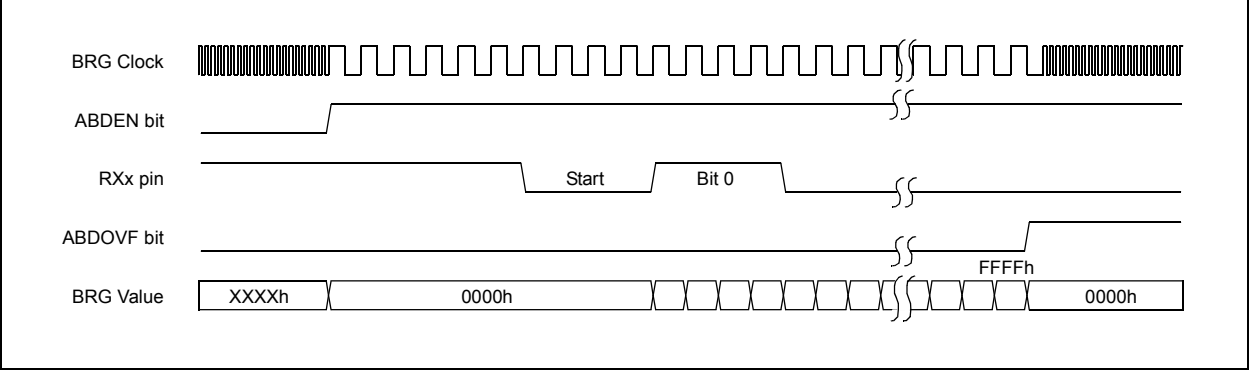 BRG Clock
ABDEN bit
RXx pin Start Bit 0
ABDOVF bit
FFFFh
BRG Value XXXXh 0000h 0000h